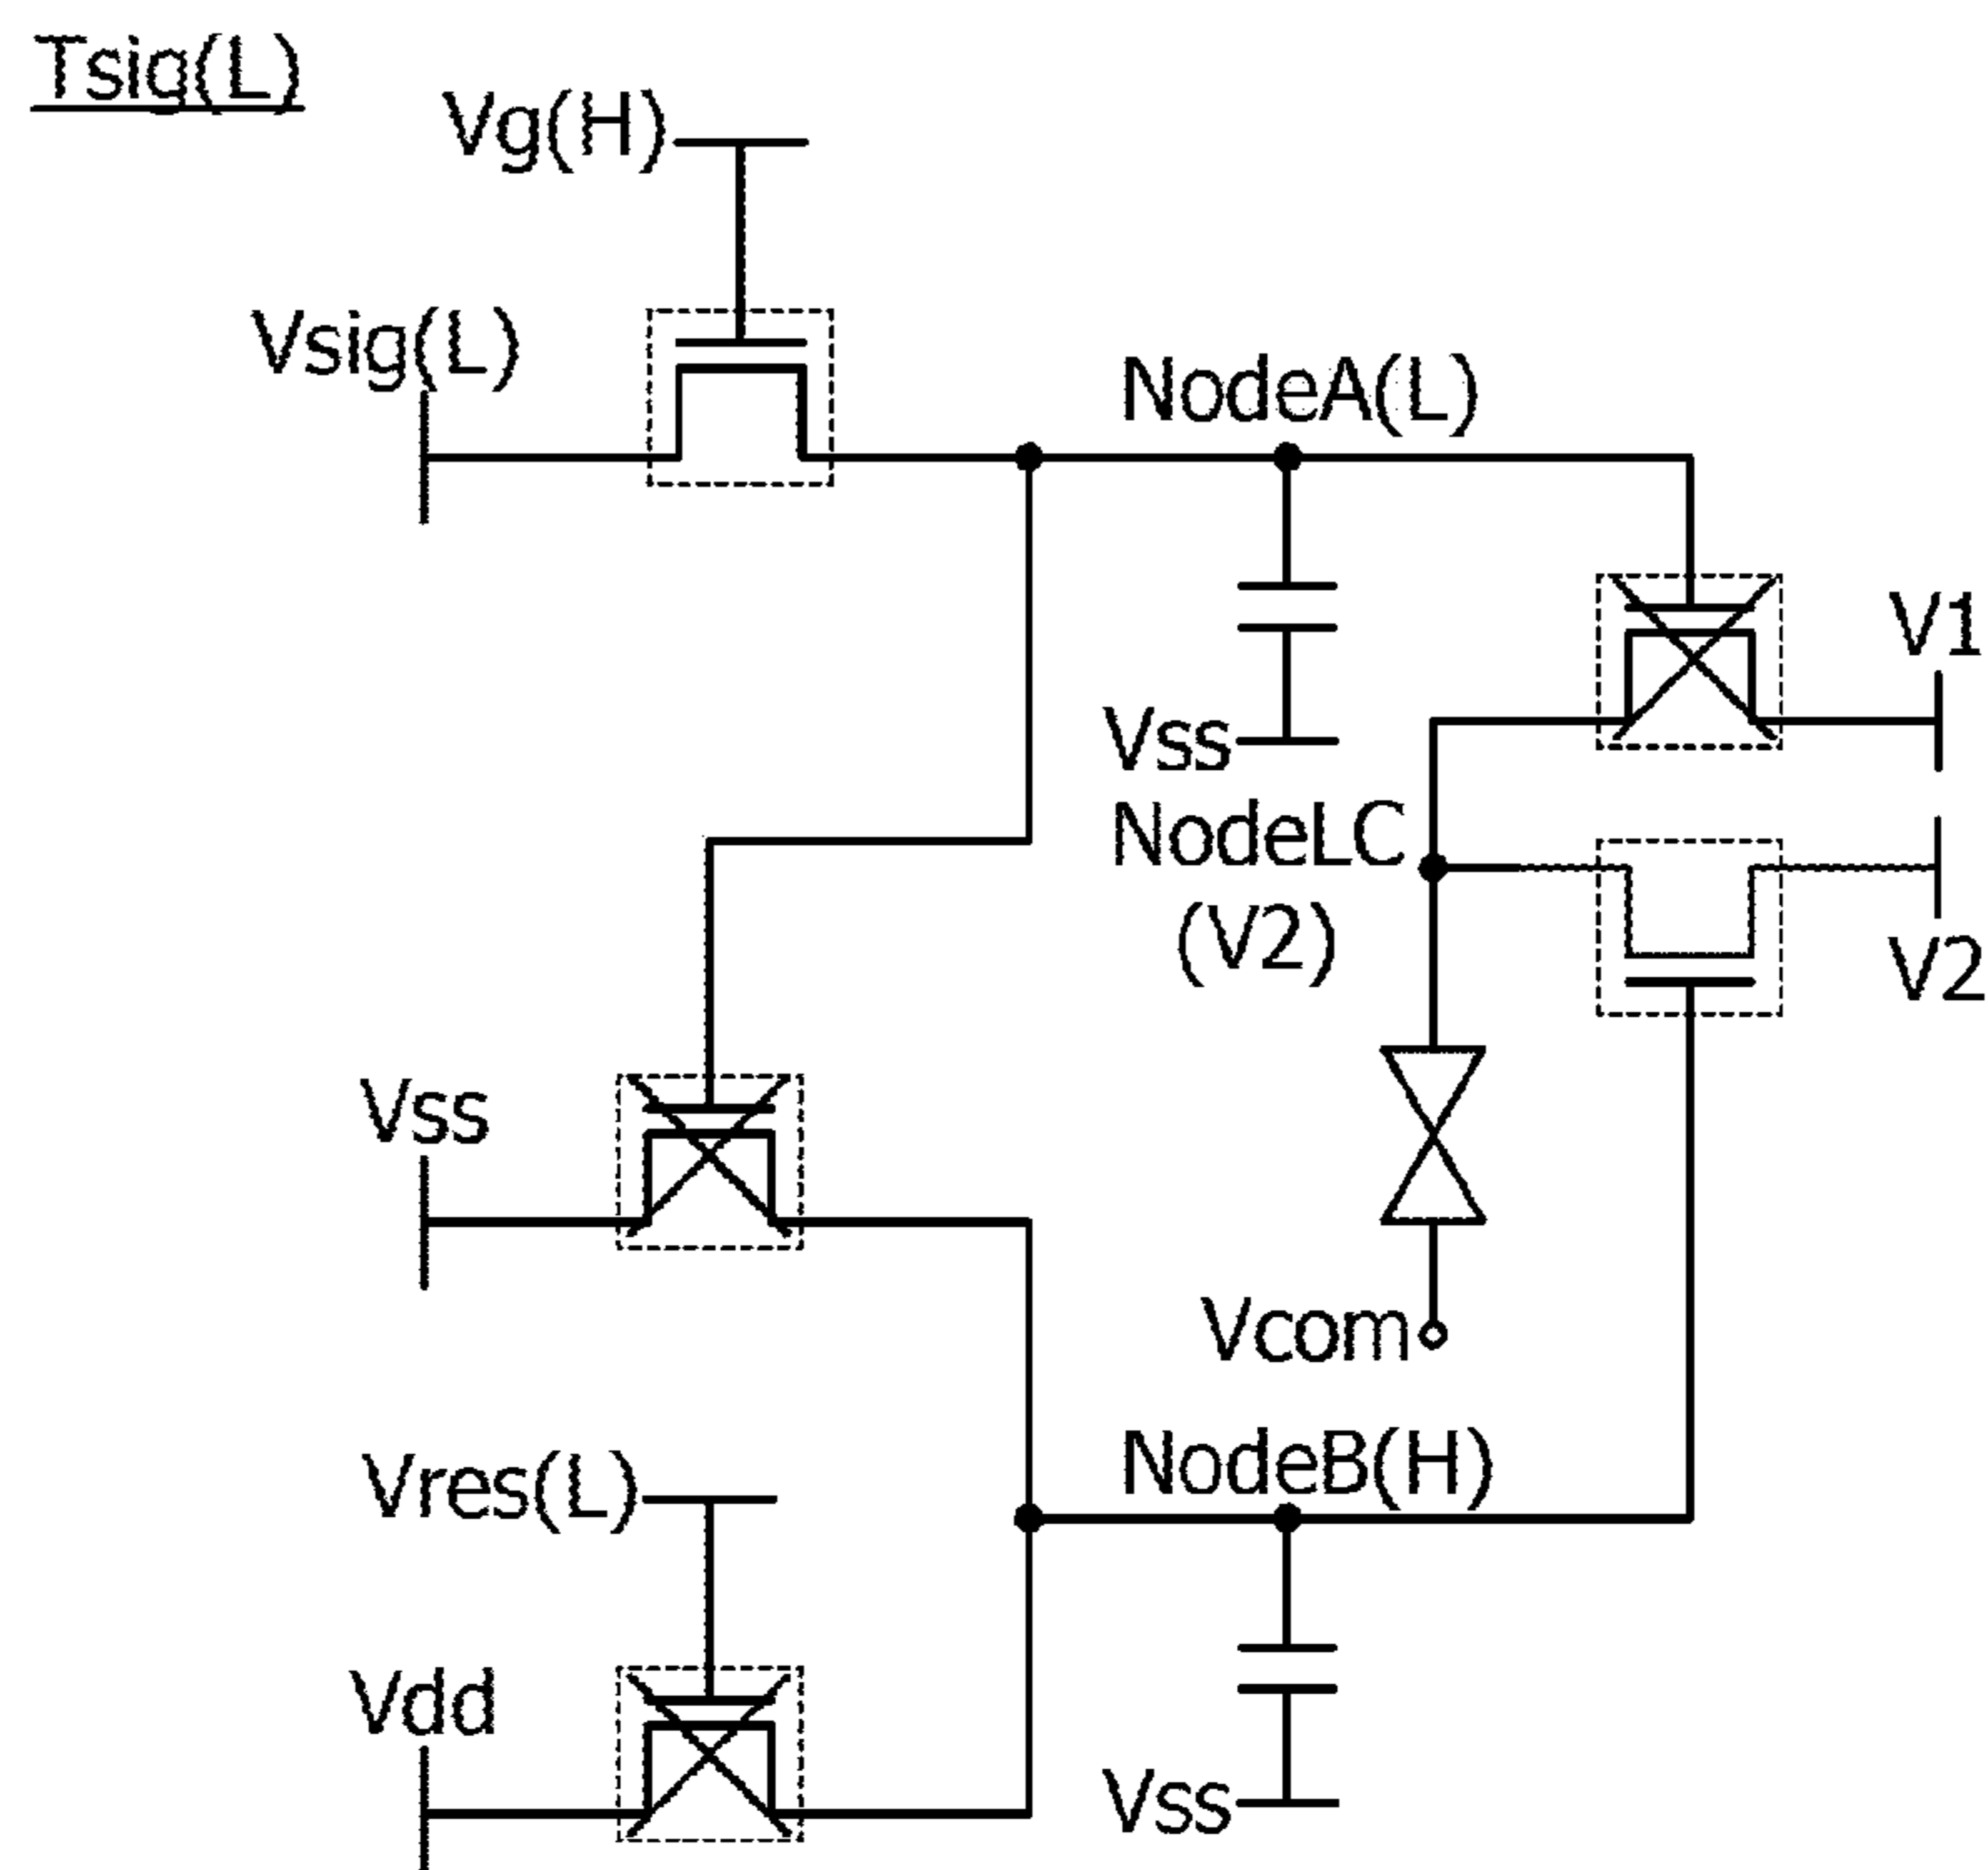 Tsig(L)
Vg(H)
Vsig(L)
NodeA(L)
V1
Vss
NodeLC
(V2)
V2
Vss
Vcom
NodeB(H)
Vres(L)
Vdd
Vss